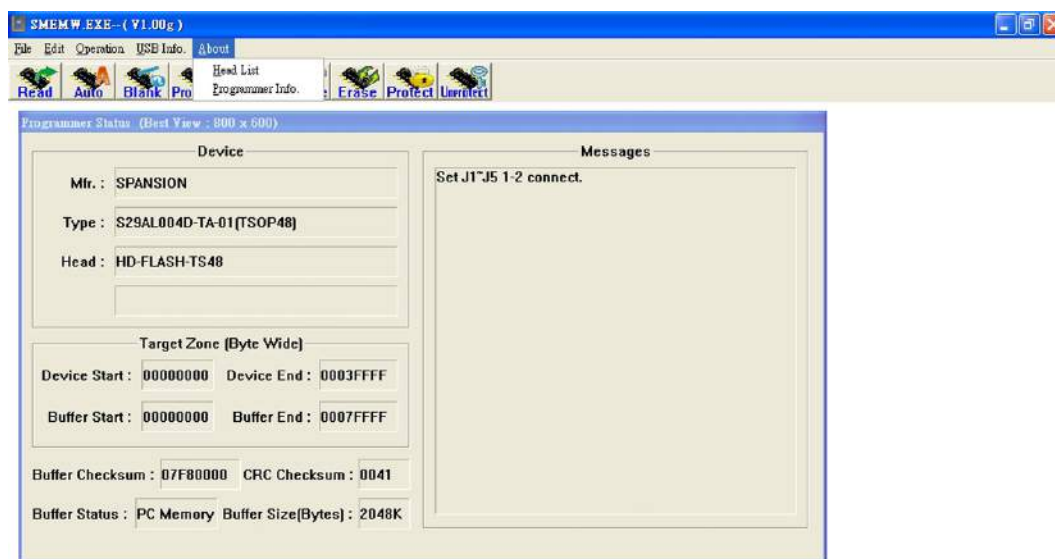 SMEMW.EXE--( V1.00g )
File Edit Operation USB Info. About
Head List
Programmer Info.
Read Auto Blank Pro e Erase Protect Unprotect
Programmer Status (Best View : 800 x 600)
Device
Mfr. : SPANSION
Type : S29AL004D-TA-01(TSOP48)
Head : HD-FLASH-TS48
Target Zone (Byte Wide)
Device Start : 00000000 Device End : 0003FFFF
Buffer Start : 00000000 Buffer End : 0007FFFF
Buffer Checksum : 07F80000 CRC Checksum : 0041
Buffer Status : PC Memory Buffer Size(Bytes) : 2048K
Messages
Set J1~J5 1-2 connect.